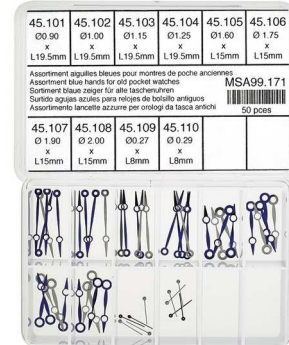 45.101 45.102 45.103 45.104 45.105 45.106
Ø0.90 Ø1.00 Ø1.15 Ø1.25 Ø1.60 Ø 1.75
x x x x x x
L19.5mm L19.5mm L19.5mm L19.5mm L15mm L15mm
Assortiment aiguilles bleues pour montres de poche anciennes
Assortment blue hands for old pocket watches
Sortiment blaue zeiger für alte taschenuhren
Surtido agujas azules para relojes de bolsillo antiguos
Assortimento lancette azzurre per orologi da tasca antichi
MSA99.171
50 pces
45.107 45.108 45.109 45.110
Ø 1.90 Ø 2.00 Ø0.27 Ø 0.29
x x x x
L15mm L15mm L8mm L8mm